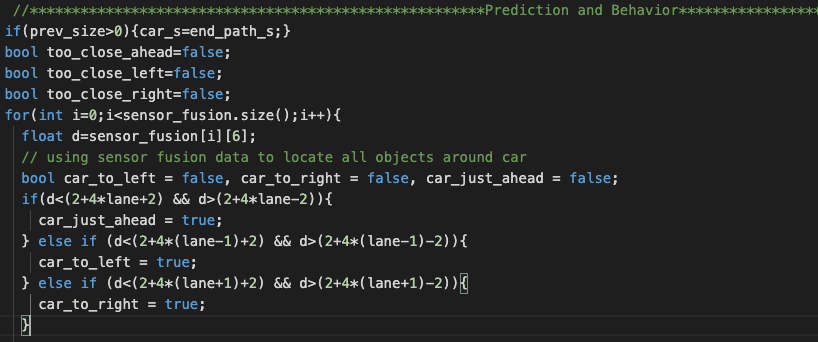 //******************************************************Prediction and Behavior*****************
if(prev_size>0){car_s=end_path_s;}
bool too_close_ahead=false;
bool too_close_left=false;
bool too_close_right=false;
for(int i=0;i<sensor_fusion.size();i++){
  float d=sensor_fusion[i][6];
  // using sensor fusion data to locate all objects around car
  bool car_to_left = false, car_to_right = false, car_just_ahead = false;
  if(d<(2+4*lane+2) && d>(2+4*lane-2)){
    car_just_ahead = true;
  } else if (d<(2+4*(lane-1)+2) && d>(2+4*(lane-1)-2)){
    car_to_left = true;
  } else if (d<(2+4*(lane+1)+2) && d>(2+4*(lane+1)-2)){
    car_to_right = true;
  }